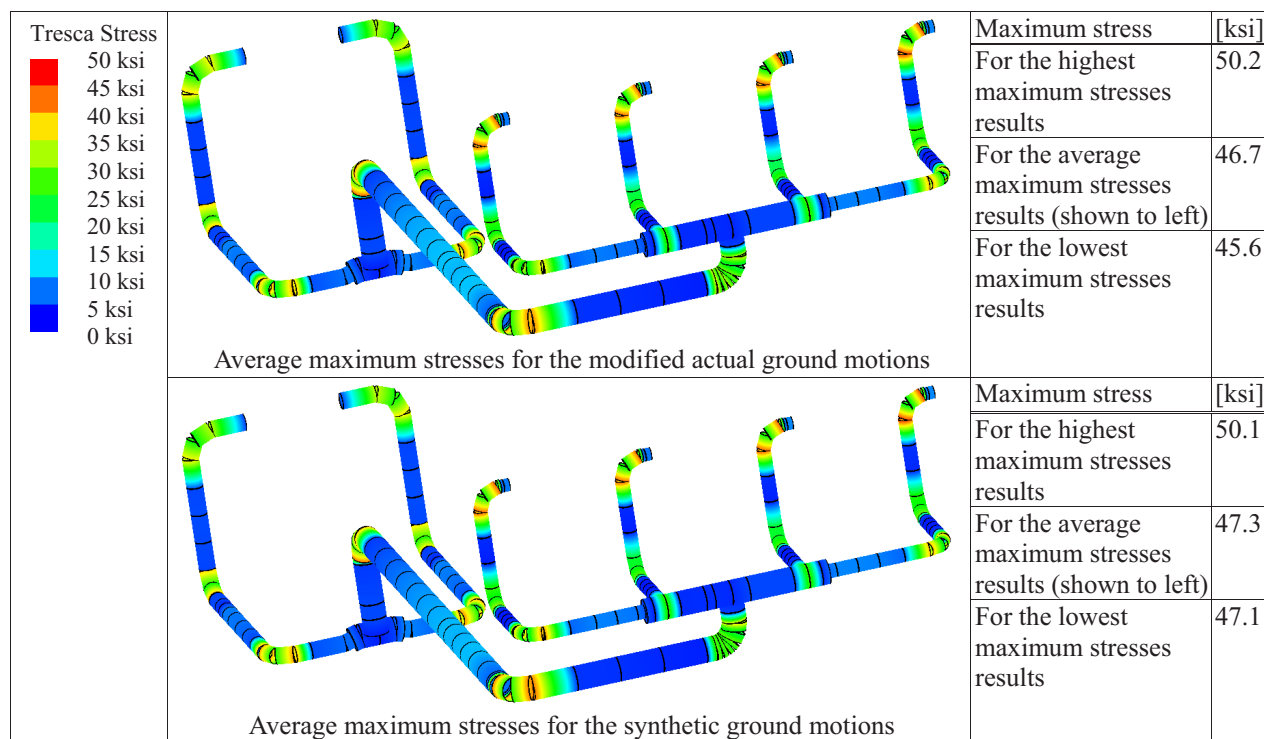 Tresca Stress
50 ksi
45 ksi
40 ksi
35 ksi
30 ksi
25 ksi
20 ksi
15 ksi
10 ksi
5 ksi
0 ksi
Average maximum stresses for the modified actual ground motions
Maximum stress [ksi]
For the highest 50.2
maximum stresses
results
For the average 46.7
maximum stresses
results (shown to left)
For the lowest 45.6
maximum stresses
results
Average maximum stresses for the synthetic ground motions
Maximum stress [ksi]
For the highest 50.1
maximum stresses
results
For the average 47.3
maximum stresses
results (shown to left)
For the lowest 47.1
maximum stresses
results